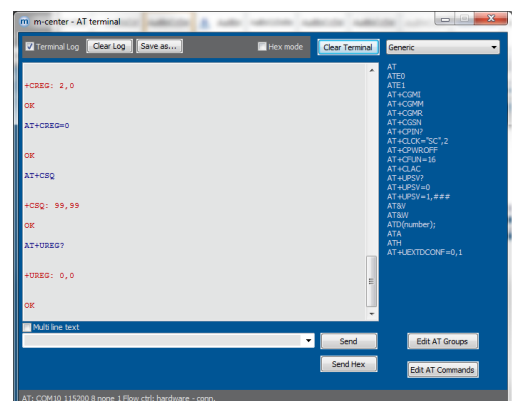 m-center - AT terminal
Terminal Log Clear Log Save as... Hex mode Clear Terminal Generic
+CREG: 2,0
OK
AT+CREG=0
OK
AT+CSQ
+CSQ: 99,99
OK
AT+UREG?
+UREG: 0,0
OK
AT
ATE0
ATE1
AT+CGMI
AT+CGMM
AT+CGMR
AT+CGSN
AT+CPIN?
AT+CLCK="SC",2
AT+CPWROFF
AT+CFUN=16
AT+CLAC
AT+UPSV?
AT+UPSV=0
AT+UPSV=1,###
AT&V
AT&W
ATD(number);
ATA
ATH
AT+UEXTDCONF=0,1
Multi line text
Send Edit AT Groups
Send Hex Edit AT Commands
AT: COM10 115200 8 none 1 Flow ctrl: hardware - conn.